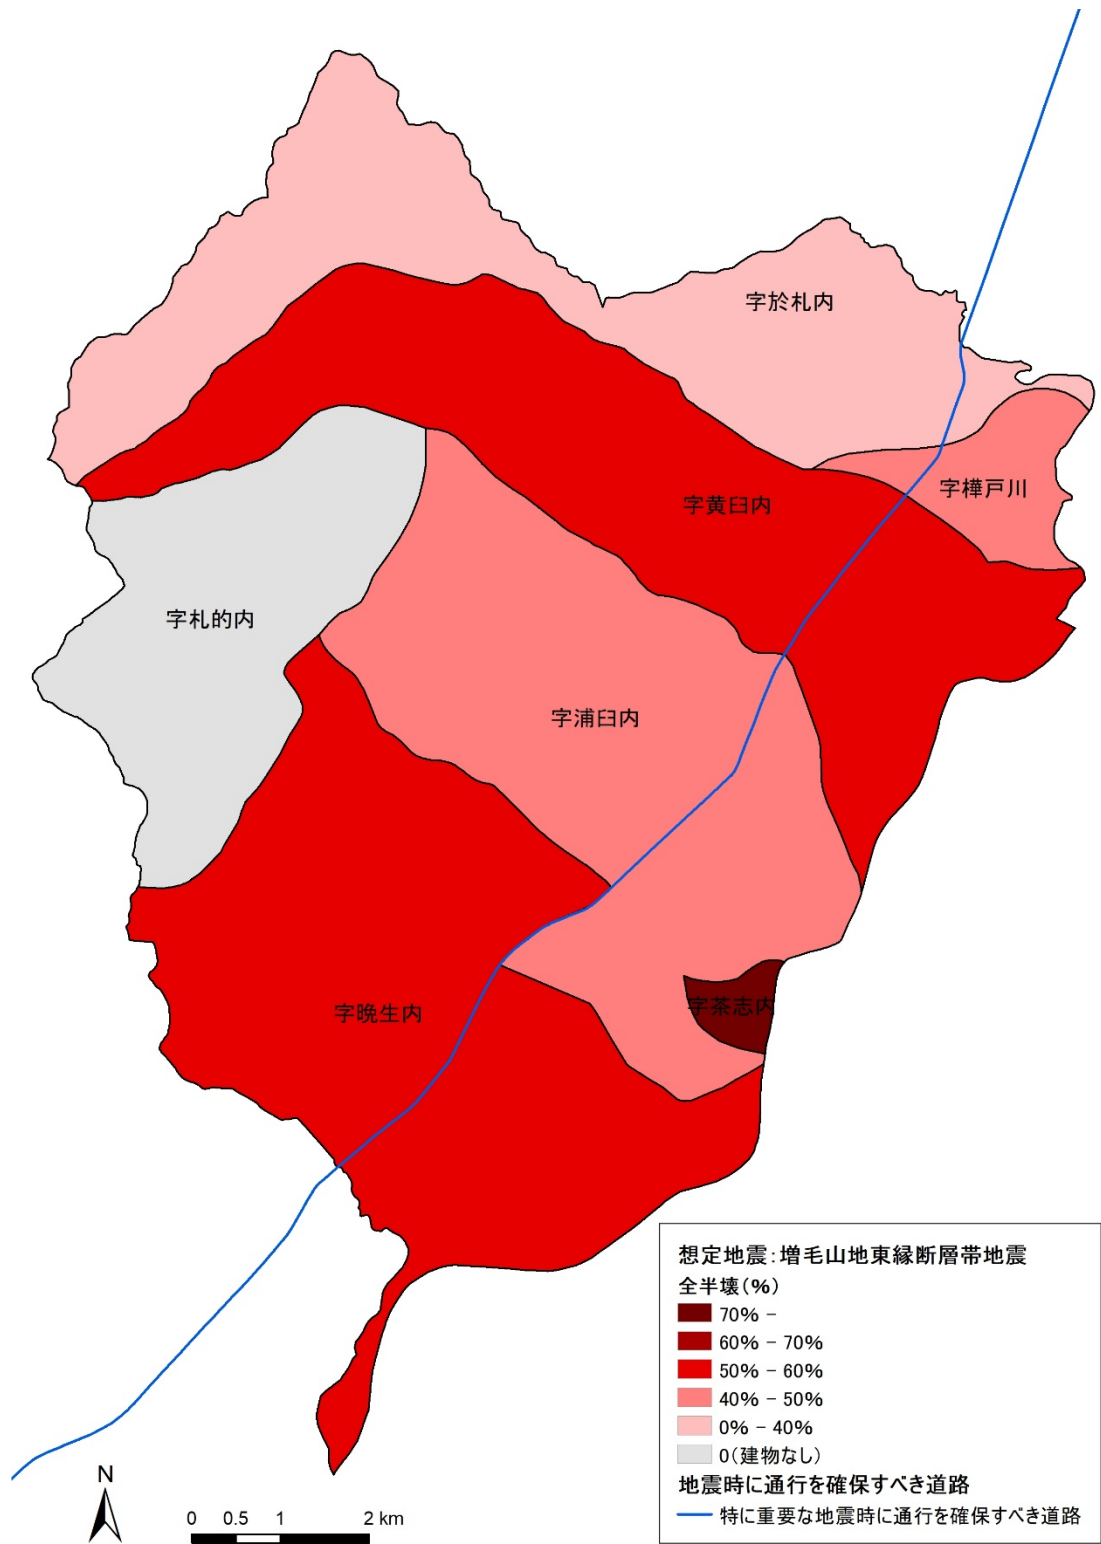 字於札内
字樺戸川
字黄臼内
字札的内
字浦臼内
字晩生内
字茶志内
想定地震：増毛山地東縁断層帯地震
全半壊（%）
70% −
60% − 70%
50% − 60%
40% − 50%
0% − 40%
0（建物なし）
地震時に通行を確保すべき道路
特に重要な地震時に通行を確保すべき道路
N
0 0.5 1 2 km